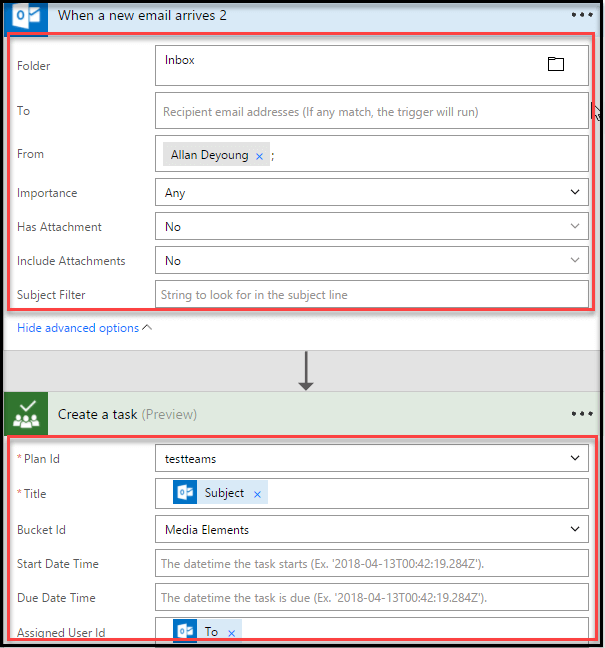 When a new email arrives 2
Folder Inbox
To Recipient email addresses (If any match, the trigger will run)
From Allan Deyoung × ;
Importance Any
Has Attachment No
Include Attachments No
Subject Filter String to look for in the subject line
Hide advanced options
Create a task (Preview)
* Plan Id testteams
* Title Subject ×
Bucket Id Media Elements
Start Date Time The datetime the task starts (Ex. '2018-04-13T00:42:19.284Z').
Due Date Time The datetime the task is due (Ex. '2018-04-13T00:42:19.284Z').
Assigned User Id To ×